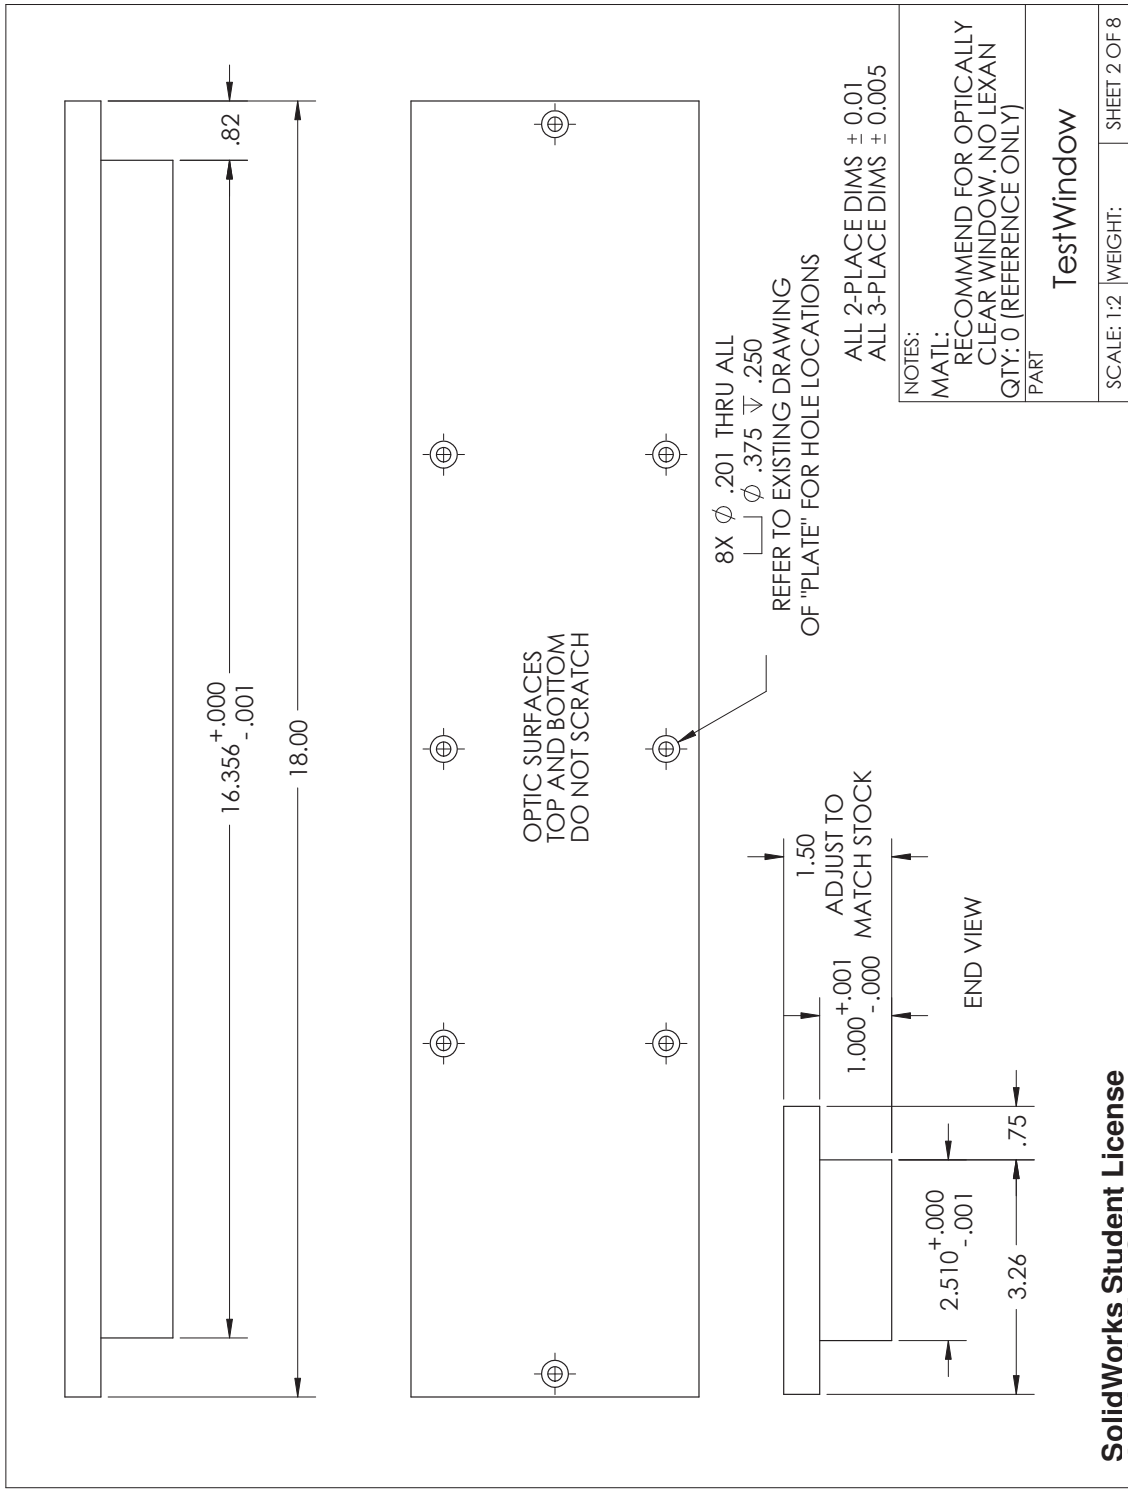 .82
16.356 +.000
-.001
18.00
OPTIC SURFACES
TOP AND BOTTOM
DO NOT SCRATCH
8X ⌀ .201 THRU ALL
⌴ ⌀ .375 ↧ .250
REFER TO EXISTING DRAWING
OF "PLATE" FOR HOLE LOCATIONS
1.50
ADJUST TO
MATCH STOCK
1.000 +.001
-.000
END VIEW
2.510 +.000
-.001
.75
3.26
ALL 2-PLACE DIMS ± 0.01
ALL 3-PLACE DIMS ± 0.005
NOTES:
MATL:
RECOMMEND FOR OPTICALLY
CLEAR WINDOW. NO LEXAN
QTY: 0 (REFERENCE ONLY)
PART
TestWindow
SCALE: 1:2 WEIGHT: SHEET 2 OF 8
SolidWorks Student License